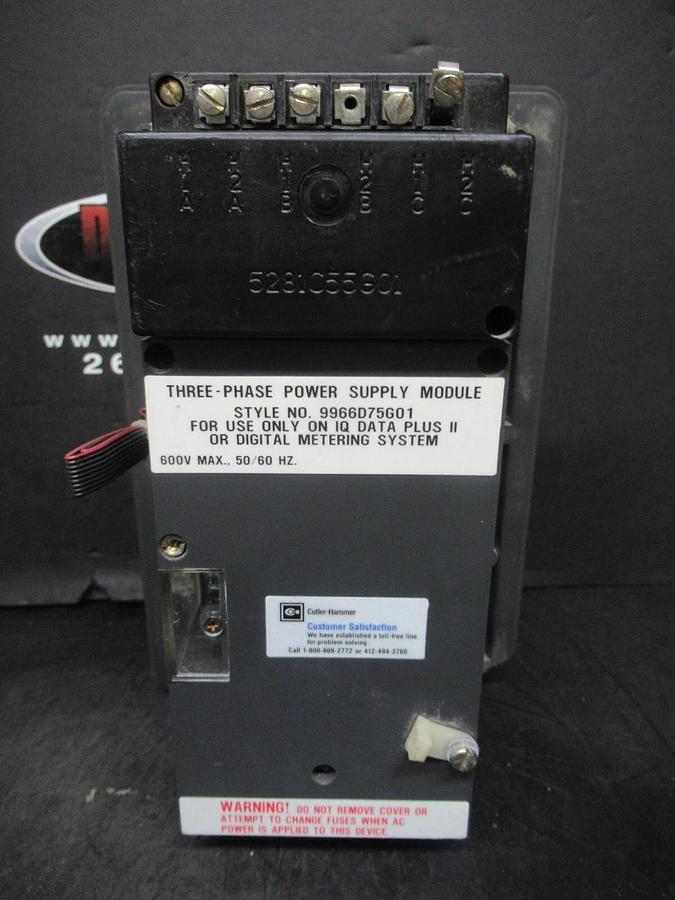 H1A H2A H1B H2B H1C H2C
5281C55G01
www
26
THREE-PHASE POWER SUPPLY MODULE
STYLE NO. 9966D75G01
FOR USE ONLY ON IQ DATA PLUS II
OR DIGITAL METERING SYSTEM
600V MAX., 50/60 HZ.
Cutler-Hammer
Customer Satisfaction
We have established a toll-free line
for problem solving.
Call 1-800-809-2772 or 412-494-3760
WARNING! DO NOT REMOVE COVER OR
ATTEMPT TO CHANGE FUSES WHEN AC
POWER IS APPLIED TO THIS DEVICE.